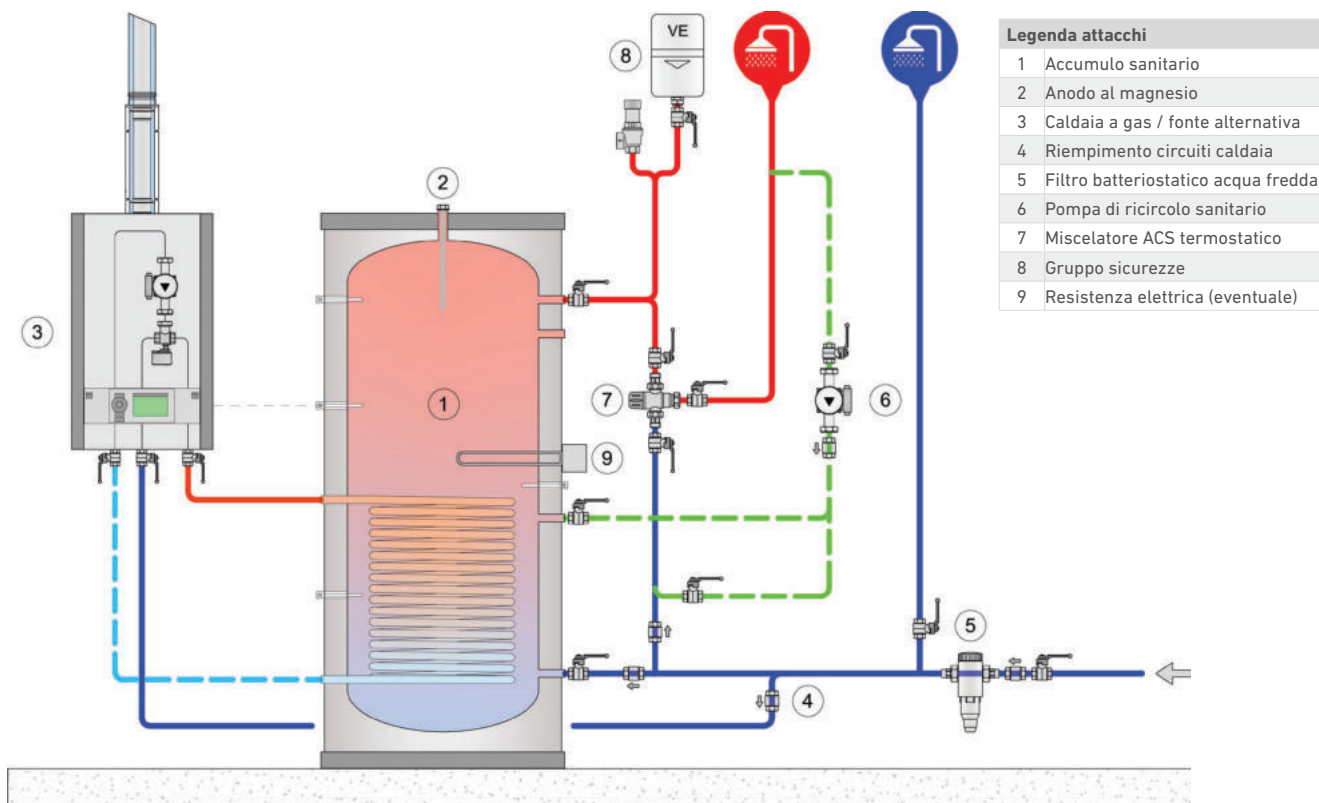 VE
8
Legenda attacchi
1 Accumulo sanitario
2 Anodo al magnesio
3 Caldaia a gas / fonte alternativa
4 Riempimento circuiti caldaia
5 Filtro batteriostatico acqua fredda
6 Pompa di ricircolo sanitario
7 Miscelatore ACS termostatico
8 Gruppo sicurezze
9 Resistenza elettrica (eventuale)
2
3
1
7
6
9
5
4